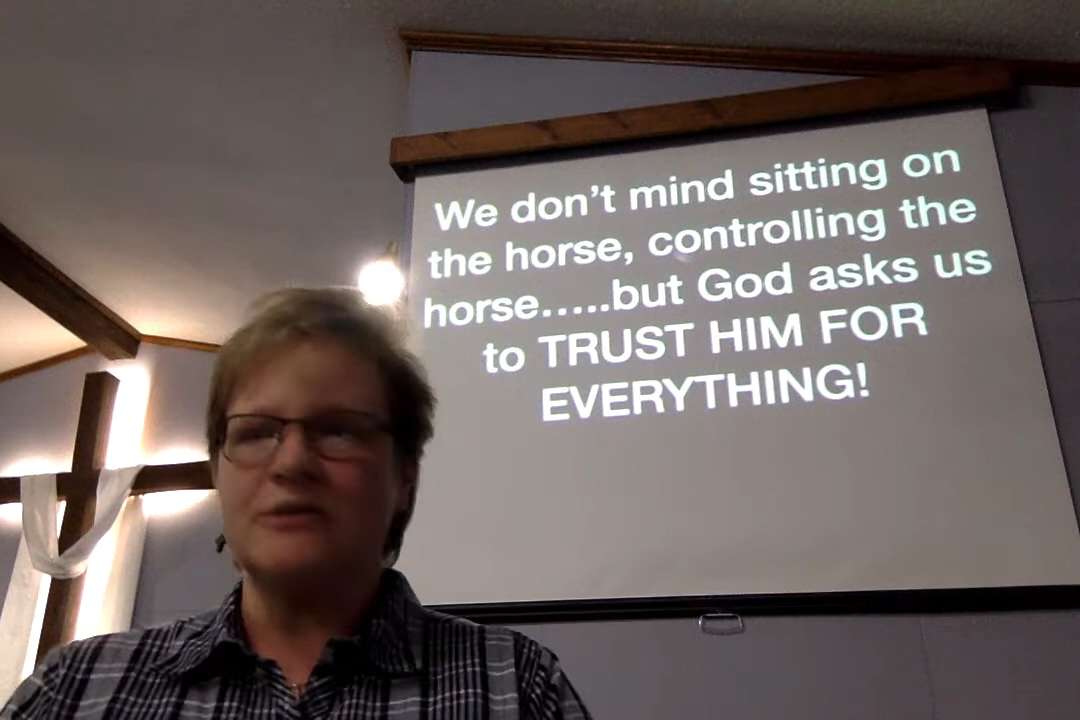 We don’t mind sitting on
the horse, controlling the
horse.....but God asks us
to TRUST HIM FOR
EVERYTHING!